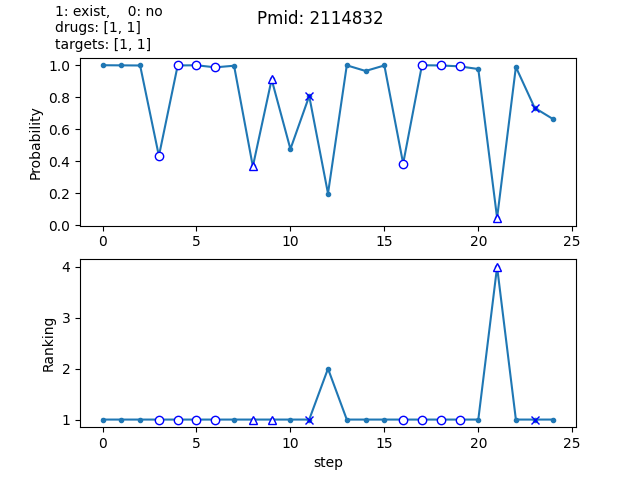 1: exist,    0: no
drugs: [1, 1]
targets: [1, 1]
Pmid: 2114832
1.0
0.8
0.6
0.4
0.2
0.0
Probability
0 5 10 15 20 25
4
3
2
1
Ranking
0 5 10 15 20 25
step